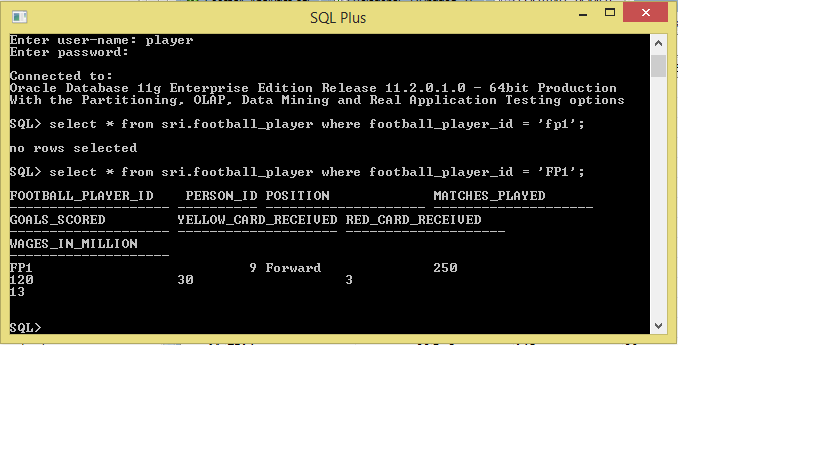 SQL Plus
Enter user-name: player
Enter password:
Connected to:
Oracle Database 11g Enterprise Edition Release 11.2.0.1.0 - 64bit Production
With the Partitioning, OLAP, Data Mining and Real Application Testing options
SQL> select * from sri.football_player where football_player_id = 'fp1';
no rows selected
SQL> select * from sri.football_player where football_player_id = 'FP1';
FOOTBALL_PLAYER_ID PERSON_ID POSITION MATCHES_PLAYED
-------------------- ---------- -------------------- --------------------
GOALS_SCORED YELLOW_CARD_RECEIVED RED_CARD_RECEIVED
-------------------- -------------------- --------------------
WAGES_IN_MILLION
--------------------
FP1 9 Forward 250
120 30 3
13
SQL>